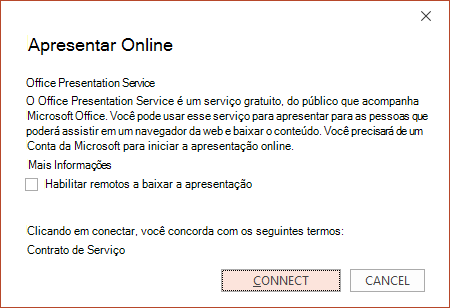 Apresentar Online
Office Presentation Service
O Office Presentation Service é um serviço gratuito, do público que acompanha
Microsoft Office. Você pode usar esse serviço para apresentar para as pessoas que
poderá assistir em um navegador da web e baixar o conteúdo. Você precisará de um
Conta da Microsoft para iniciar a apresentação online.
Mais Informações
Habilitar remotos a baixar a apresentação
Clicando em conectar, você concorda com os seguintes termos:
Contrato de Serviço
CONNECT
CANCEL